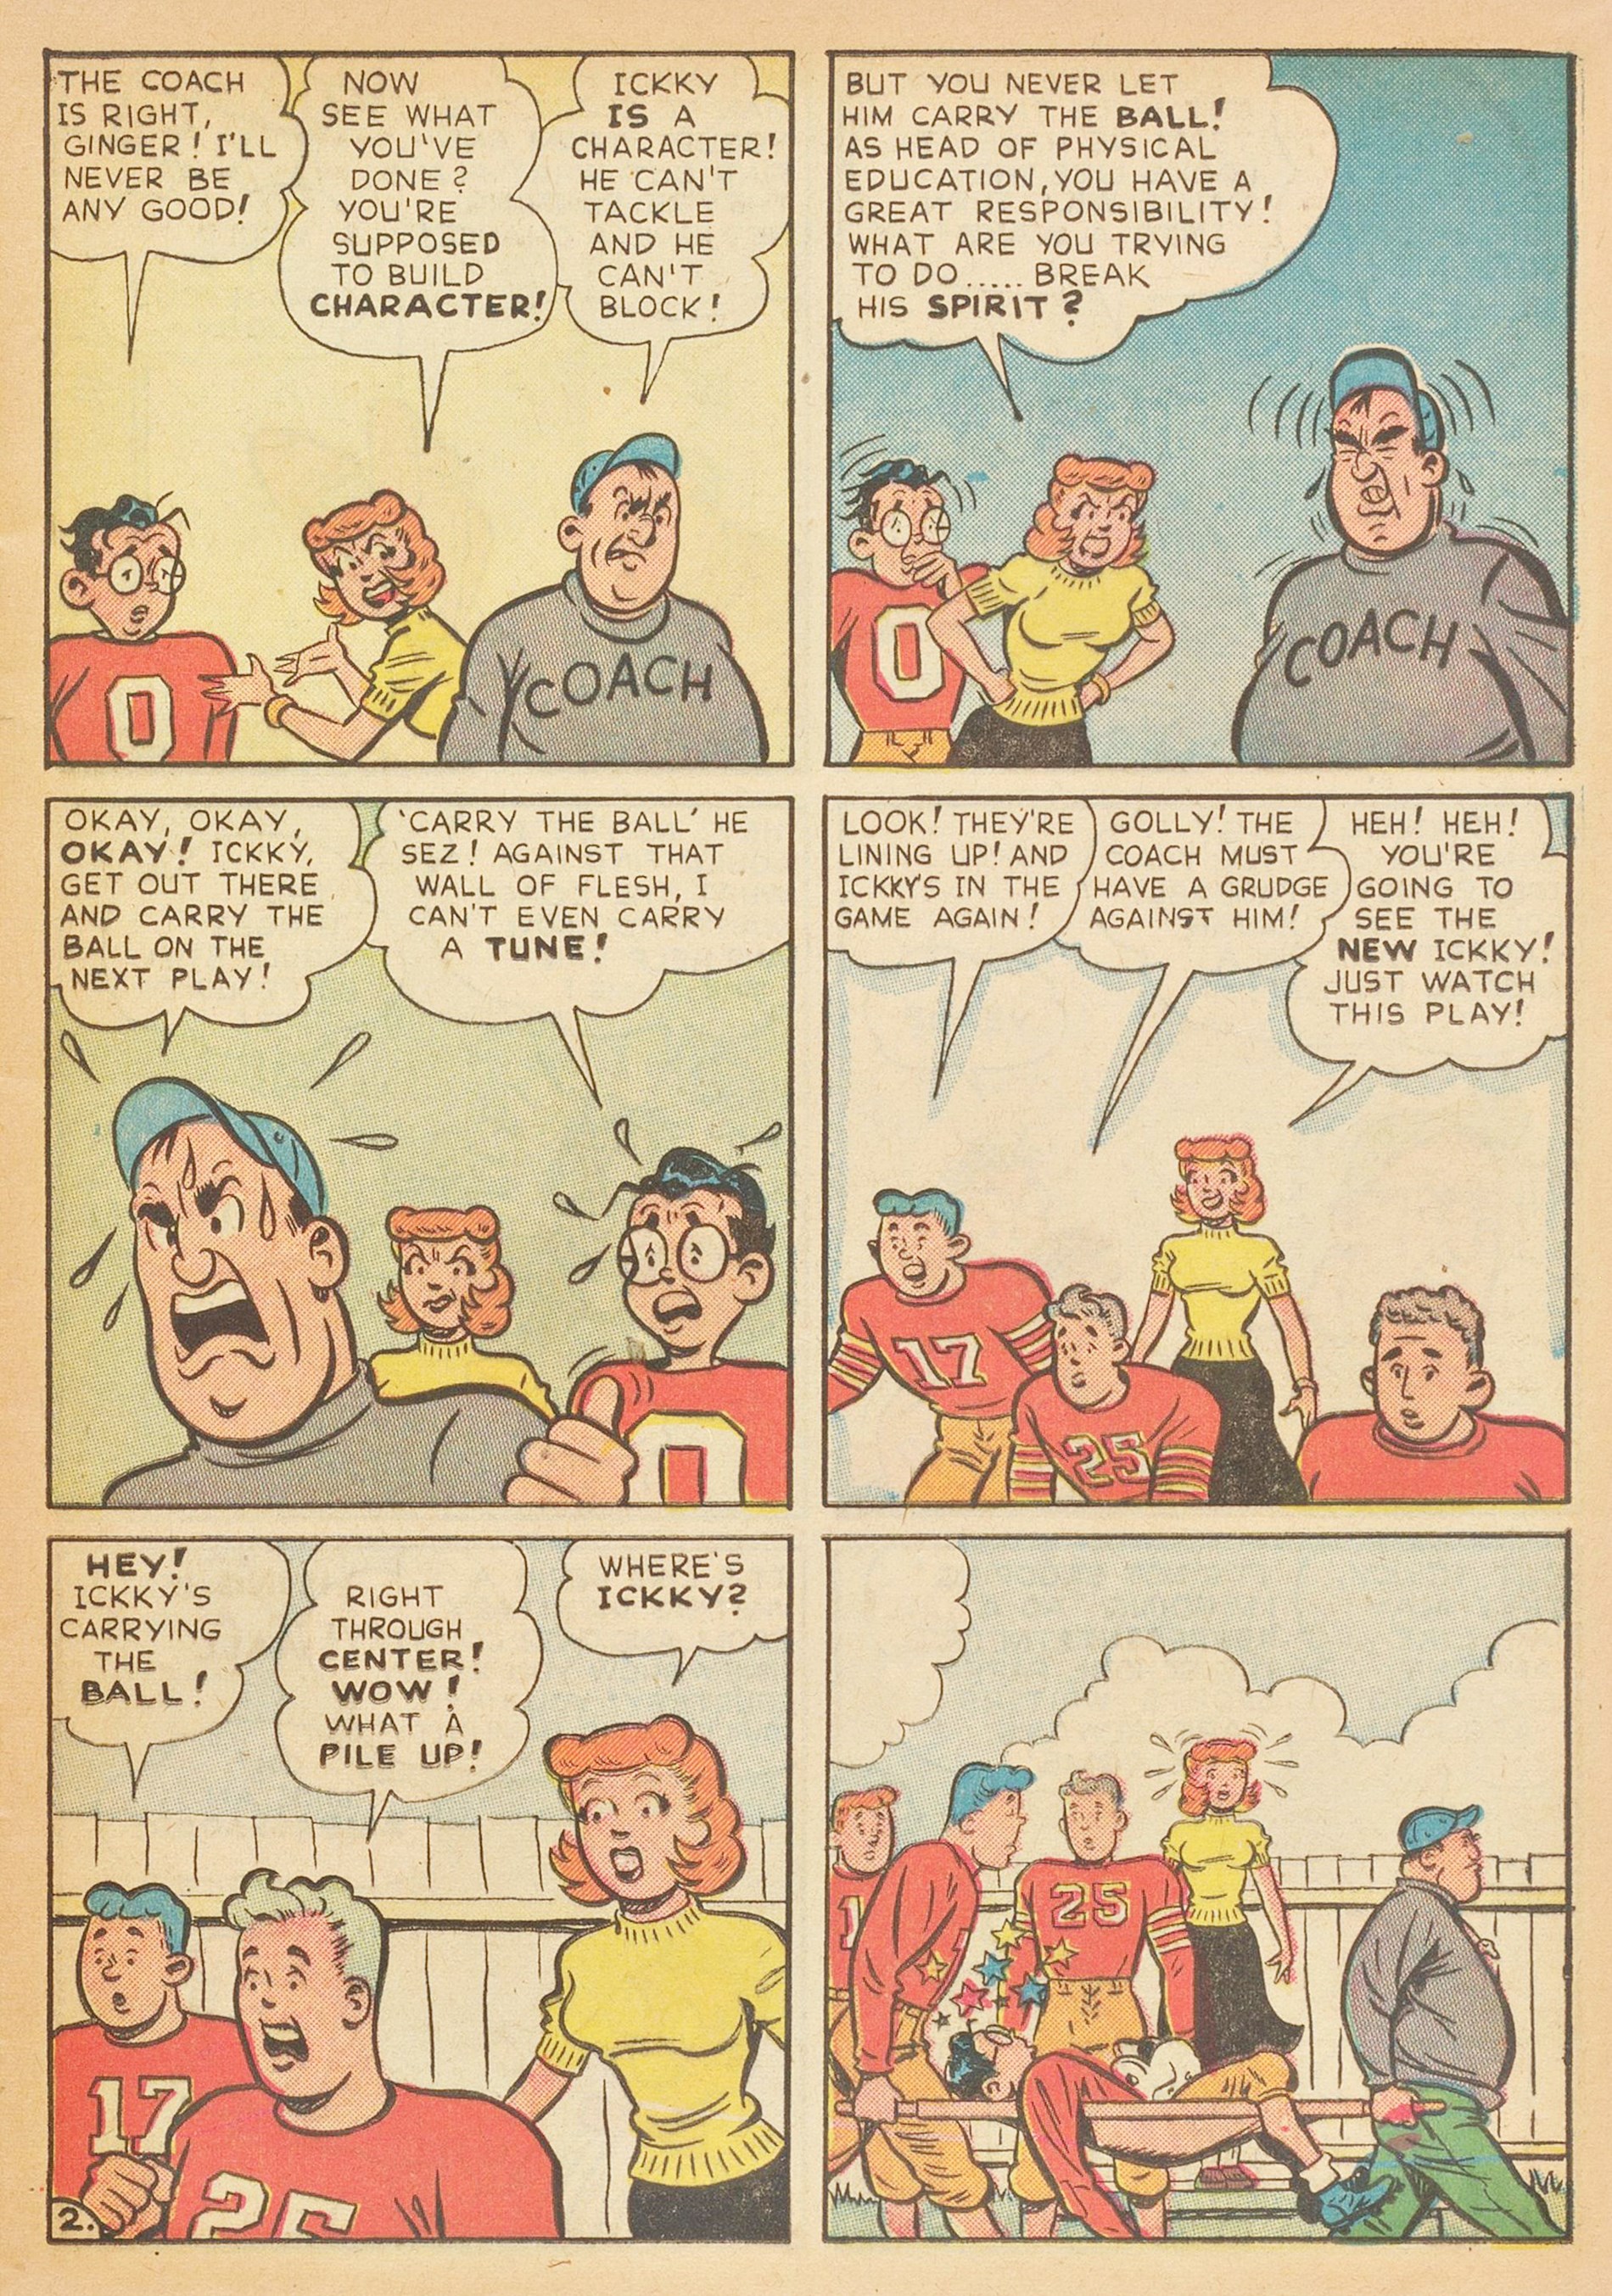 THE COACH
IS RIGHT,
GINGER! I'LL
NEVER BE
ANY GOOD!
NOW
SEE WHAT
YOU'VE
DONE?
YOU'RE
SUPPOSED
TO BUILD
CHARACTER!
ICKKY
IS A
CHARACTER!
HE CAN'T
TACKLE
AND HE
CAN'T
BLOCK!
0
COACH
BUT YOU NEVER LET
HIM CARRY THE BALL!
AS HEAD OF PHYSICAL
EDUCATION, YOU HAVE A
GREAT RESPONSIBILITY!
WHAT ARE YOU TRYING
TO DO..... BREAK
HIS SPIRIT?
0
COACH
OKAY, OKAY,
OKAY! ICKKY,
GET OUT THERE
AND CARRY THE
BALL ON THE
NEXT PLAY!
'CARRY THE BALL' HE
SEZ! AGAINST THAT
WALL OF FLESH, I
CAN'T EVEN CARRY
A TUNE!
0
LOOK! THEY'RE
LINING UP! AND
ICKKY'S IN THE
GAME AGAIN!
GOLLY! THE
COACH MUST
HAVE A GRUDGE
AGAINST HIM!
HEH! HEH!
YOU'RE
GOING TO
SEE THE
NEW ICKKY!
JUST WATCH
THIS PLAY!
17
25
HEY!
ICKKY'S
CARRYING
THE
BALL!
RIGHT
THROUGH
CENTER!
WOW!
WHAT A
PILE UP!
WHERE'S
ICKKY?
17
25
2.
1
25